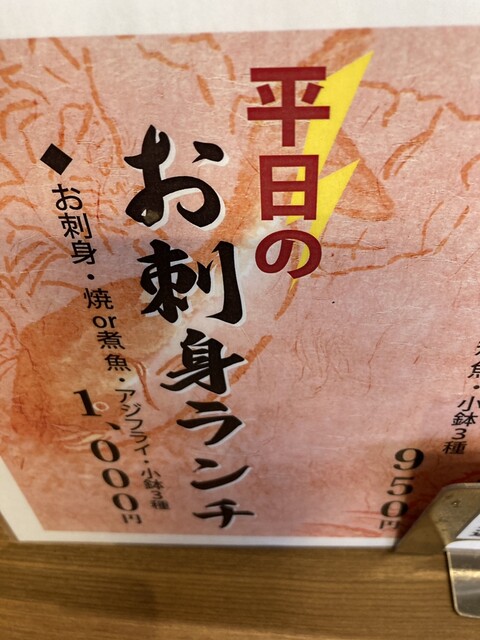 煮魚・小鉢3種
950円
平日の
お刺身ランチ
◆お刺身・焼or煮魚・アジフライ・小鉢3種
1,000円